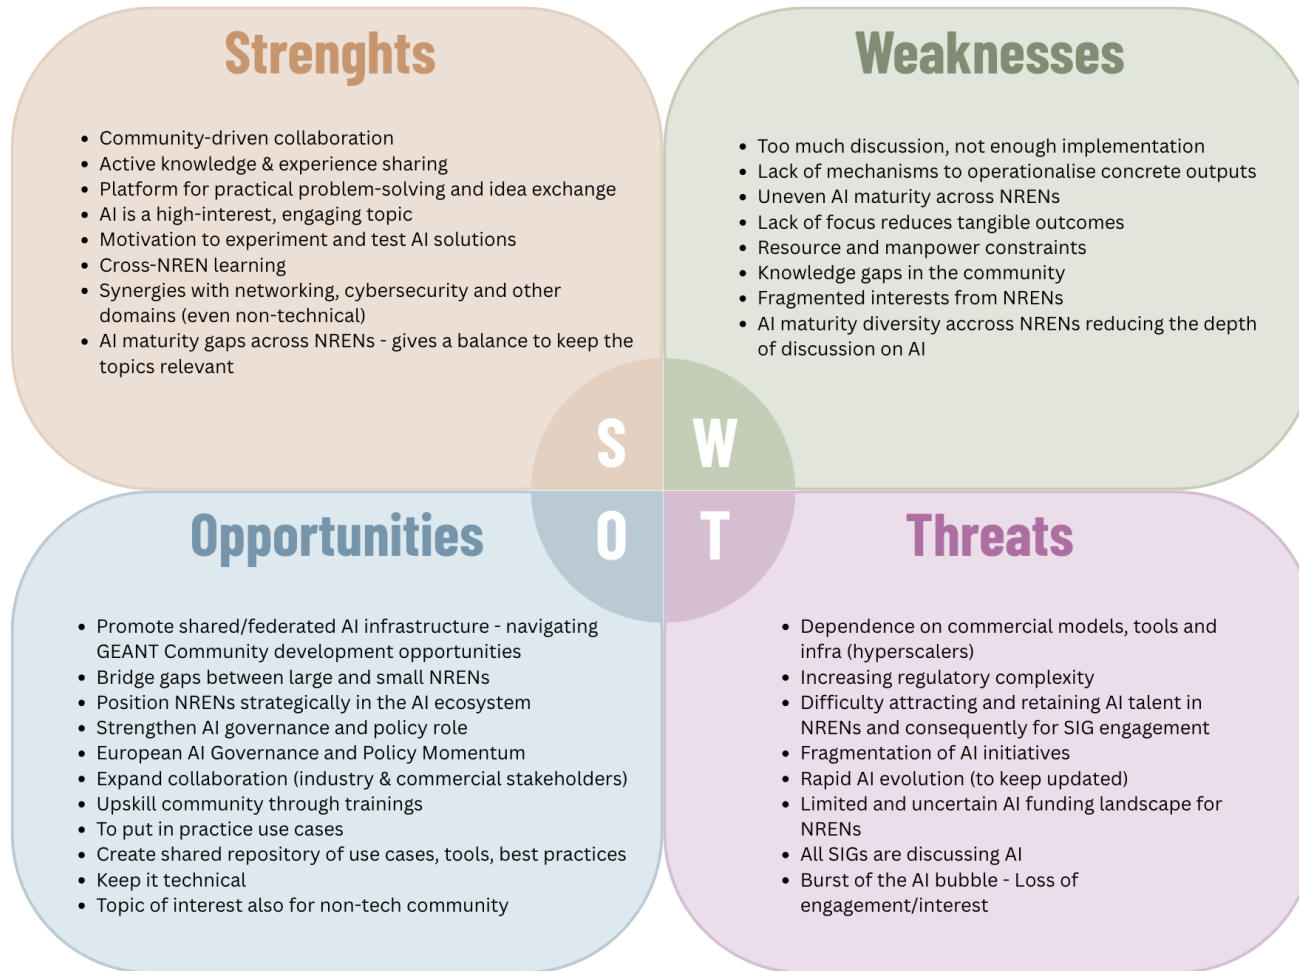 Strenghts
• Community-driven collaboration
• Active knowledge & experience sharing
• Platform for practical problem-solving and idea exchange
• AI is a high-interest, engaging topic
• Motivation to experiment and test AI solutions
• Cross-NREN learning
• Synergies with networking, cybersecurity and other
domains (even non-technical)
• AI maturity gaps across NRENs - gives a balance to keep the
topics relevant
Weaknesses
• Too much discussion, not enough implementation
• Lack of mechanisms to operationalise concrete outputs
• Uneven AI maturity across NRENs
• Lack of focus reduces tangible outcomes
• Resource and manpower constraints
• Knowledge gaps in the community
• Fragmented interests from NRENs
• AI maturity diversity accross NRENs reducing the depth
of discussion on AI
S
W
O
T
Opportunities
• Promote shared/federated AI infrastructure - navigating
GEANT Community development opportunities
• Bridge gaps between large and small NRENs
• Position NRENs strategically in the AI ecosystem
• Strengthen AI governance and policy role
• European AI Governance and Policy Momentum
• Expand collaboration (industry & commercial stakeholders)
• Upskill community through trainings
• To put in practice use cases
• Create shared repository of use cases, tools, best practices
• Keep it technical
• Topic of interest also for non-tech community
Threats
• Dependence on commercial models, tools and
infra (hyperscalers)
• Increasing regulatory complexity
• Difficulty attracting and retaining AI talent in
NRENs and consequently for SIG engagement
• Fragmentation of AI initiatives
• Rapid AI evolution (to keep updated)
• Limited and uncertain AI funding landscape for
NRENs
• All SIGs are discussing AI
• Burst of the AI bubble - Loss of
engagement/interest